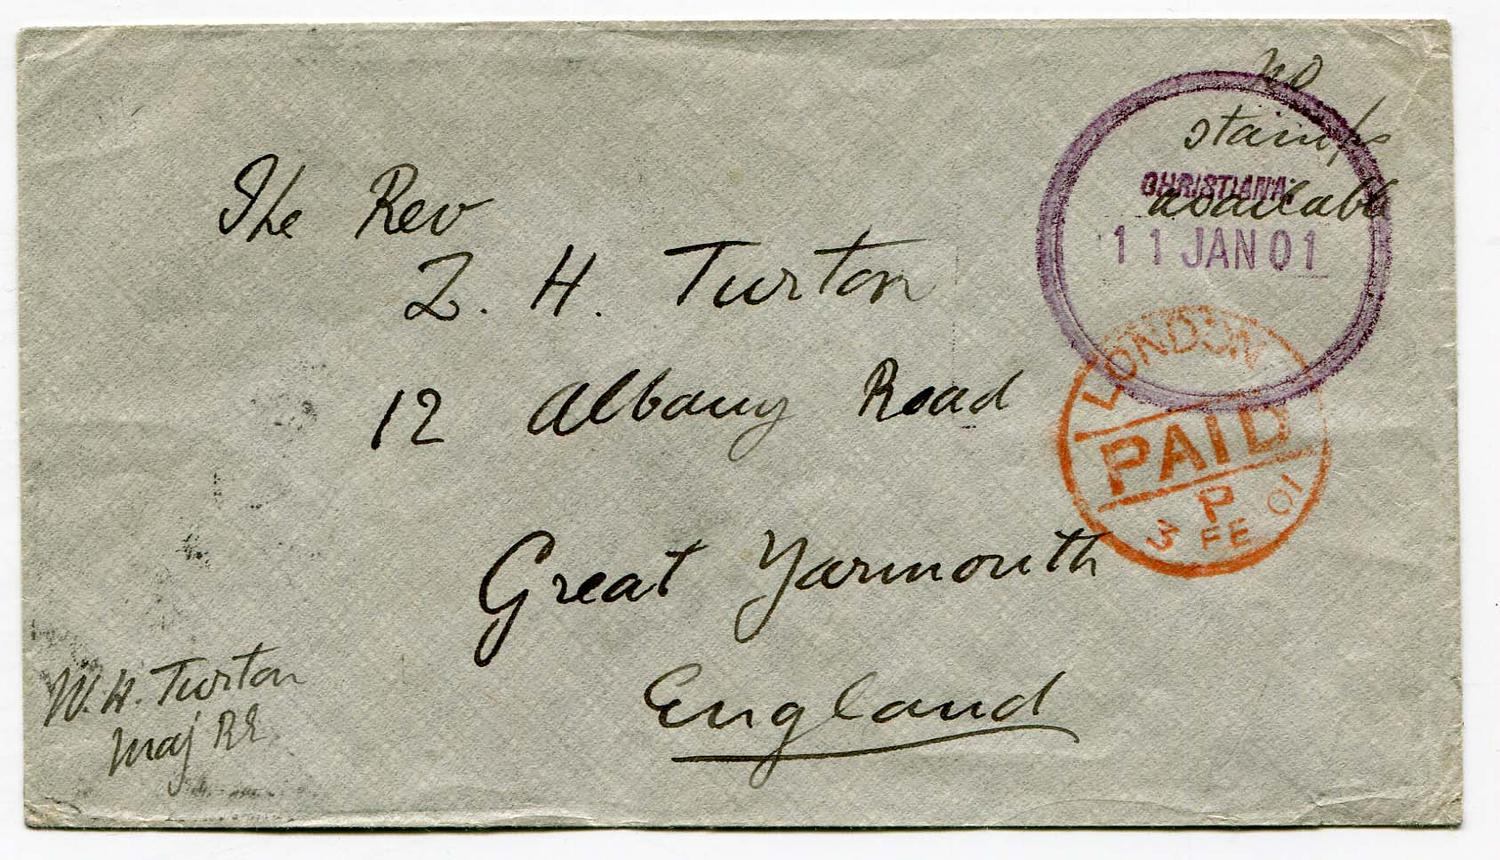 no
stamps
available
CHRISTIANA.
11 JAN 01
LONDON
PAID
P
3 FE 01
The Rev
Z. H. Turton
12 Albany Road
Great Yarmouth
England
W. H. Turton
Maj RE